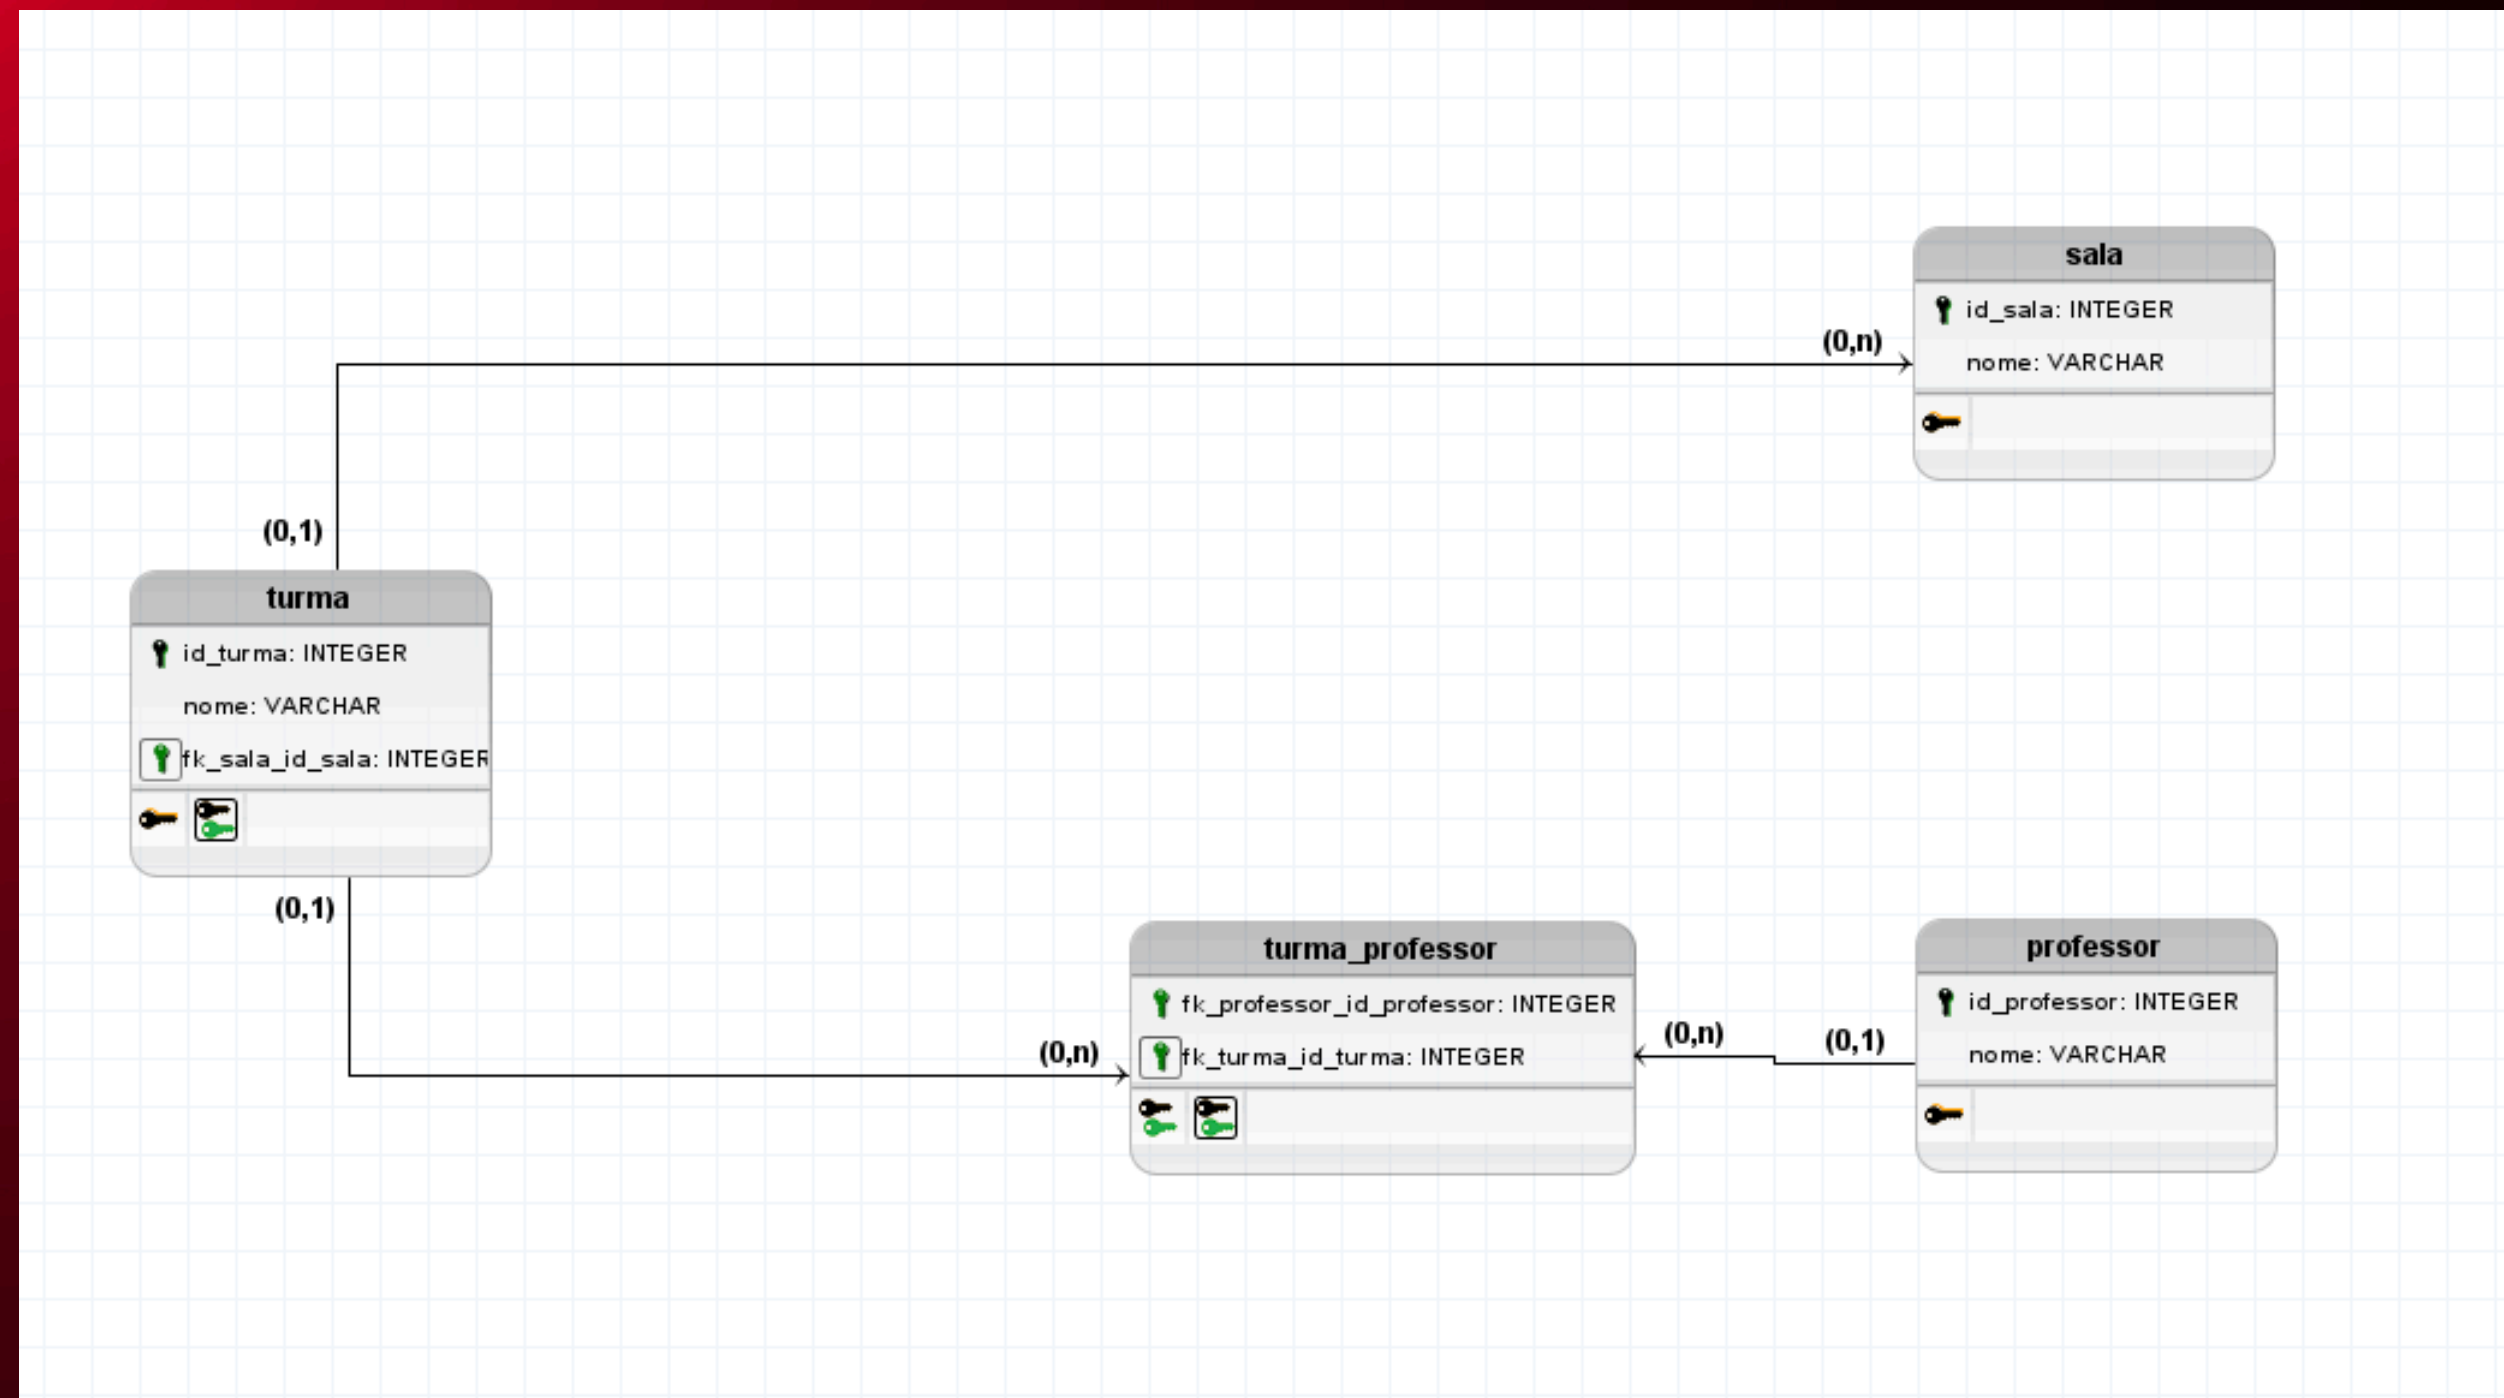 sala
id_sala: INTEGER
(0,n)
nome: VARCHAR
(0,1)
turma
id_turma: INTEGER
nome: VARCHAR
fk_sala_id_sala: INTEGER
(0,1)
turma_professor
professor
fk_professor_id_professor: INTEGER
id_professor: INTEGER
(0,n)
(0,1)
(0,n)
fk_turma_id_turma: INTEGER
nome: VARCHAR